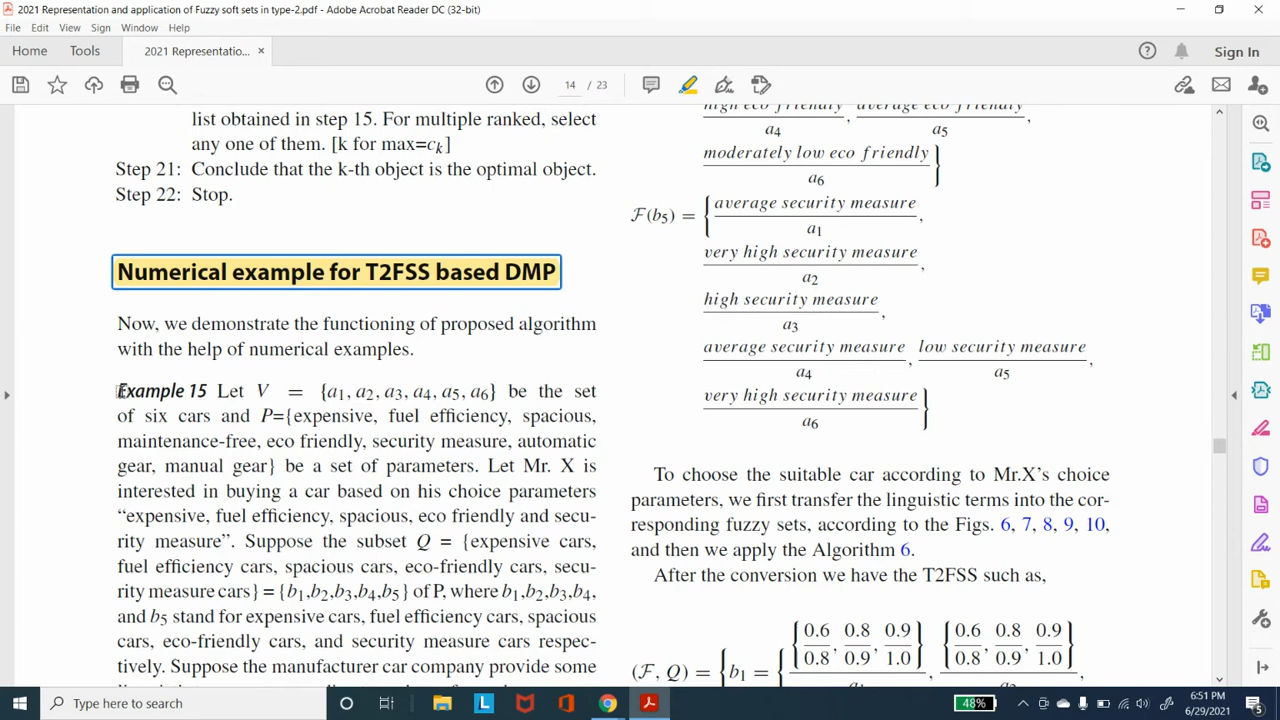 2021 Representation and application of Fuzzy soft sets in type-2.pdf - Adobe Acrobat Reader DC (32-bit)
File Edit View Sign Window Help
Home Tools 2021 Representatio... × Sign In
14 / 23
list obtained in step 15. For multiple ranked, select
any one of them. [k for max=c_k]
Step 21: Conclude that the k-th object is the optimal object.
Step 22: Stop.
Numerical example for T2FSS based DMP
Now, we demonstrate the functioning of proposed algorithm
with the help of numerical examples.
Example 15 Let V = {a1, a2, a3, a4, a5, a6} be the set
of six cars and P={expensive, fuel efficiency, spacious,
maintenance-free, eco friendly, security measure, automatic
gear, manual gear} be a set of parameters. Let Mr. X is
interested in buying a car based on his choice parameters
“expensive, fuel efficiency, spacious, eco friendly and secu-
rity measure”. Suppose the subset Q = {expensive cars,
fuel efficiency cars, spacious cars, eco-friendly cars, secu-
rity measure cars} = {b1,b2,b3,b4,b5} of P, where b1,b2,b3,b4,
and b5 stand for expensive cars, fuel efficiency cars, spacious
cars, eco-friendly cars, and security measure cars respec-
tively. Suppose the manufacturer car company provide some
high eco friendly , average eco friendly ,
a4 a5
moderately low eco friendly }
a6
F(b5) = { average security measure ,
a1
very high security measure ,
a2
high security measure ,
a3
average security measure , low security measure ,
a4 a5
very high security measure }
a6
To choose the suitable car according to Mr.X’s choice
parameters, we first transfer the linguistic terms into the cor-
responding fuzzy sets, according to the Figs. 6, 7, 8, 9, 10,
and then we apply the Algorithm 6.
After the conversion we have the T2FSS such as,
{ 0.6 , 0.8 , 0.9 } { 0.6 , 0.8 , 0.9 }
0.8 0.9 1.0 0.8 0.9 1.0
(F, Q) = { b1 = { , ,
Type here to search 48% 6:51 PM
6/29/2021 5